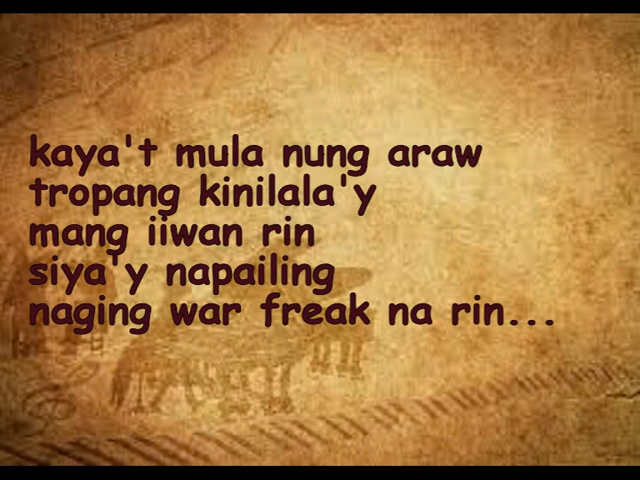 kaya't mula nung araw
tropang kinilala'y
mang iiwan rin
siya'y napailing
naging war freak na rin...